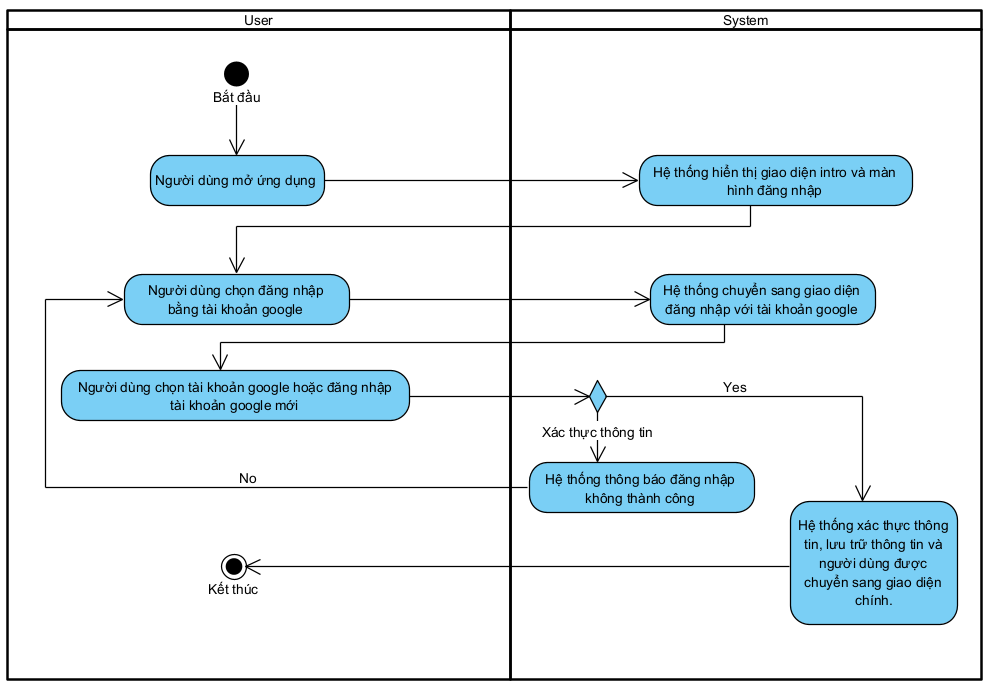 User
System
Bắt đầu
Người dùng mở ứng dụng
Hệ thống hiển thị giao diện intro và màn
hình đăng nhập
Người dùng chọn đăng nhập
bằng tài khoản google
Hệ thống chuyển sang giao diện
đăng nhập với tài khoản google
Người dùng chọn tài khoản google hoặc đăng nhập
tài khoản google mới
Yes
Xác thực thông tin
No
Hệ thống thông báo đăng nhập
không thành công
Hệ thống xác thực thông
tin, lưu trữ thông tin và
người dùng được
chuyển sang giao diện
chính.
Kết thúc